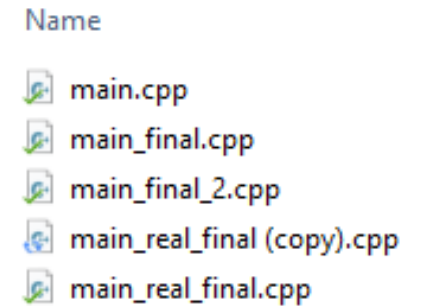 Name
main.cpp
main_final.cpp
main_final_2.cpp
main_real_final (copy).cpp
main_real_final.cpp